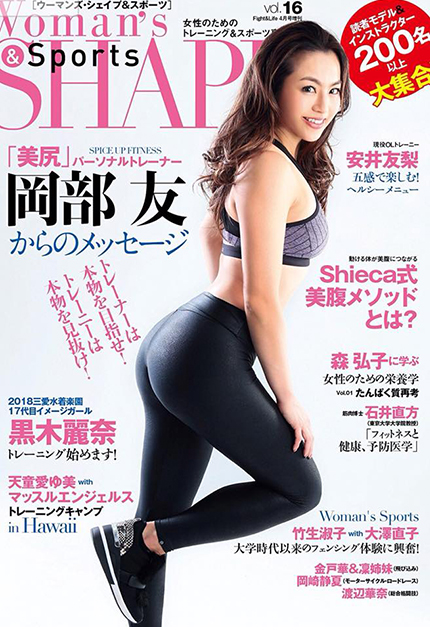 Woman's
[ウーマンズ・シェイプ&スポーツ]
& Sports
SHAP
女性のための
トレーニング&スポーツ
vol.16
Fight&Life 4月号増刊
読者モデル&
インストラクター
200名
以上
大集合
「美尻」
SPICE UP FITNESS
パーソナルトレーナー
岡部 友
からのメッセージ
トレーナーは
本物を目指せ!
トレーニーは
本物を見抜け!
現役OLトレーニー
安井友梨
五感で楽しむ!
ヘルシーメニュー
動ける体が美腹につながる
Shieca式
美腹メソッド
とは?
森 弘子に学ぶ
女性のための栄養学
Vol.01 たんぱく質再考
筋肉博士
石井直方
(東京大学大学院教授)
「フィットネスと
健康、予防医学」
2018三愛水着楽園
17代目イメージガール
黒木麗奈
トレーニング始めます!
天童愛ゆ美 with
マッスルエンジェルス
トレーニングキャンプ
in Hawaii
Woman's Sports
竹生淑子 with 大澤直子
大学時代以来のフェンシング体験に興奮!
金戸華&凜姉妹(飛び込み)
岡崎静夏(モーターサイクル・ロードレース)
渡辺華奈(総合格闘技)